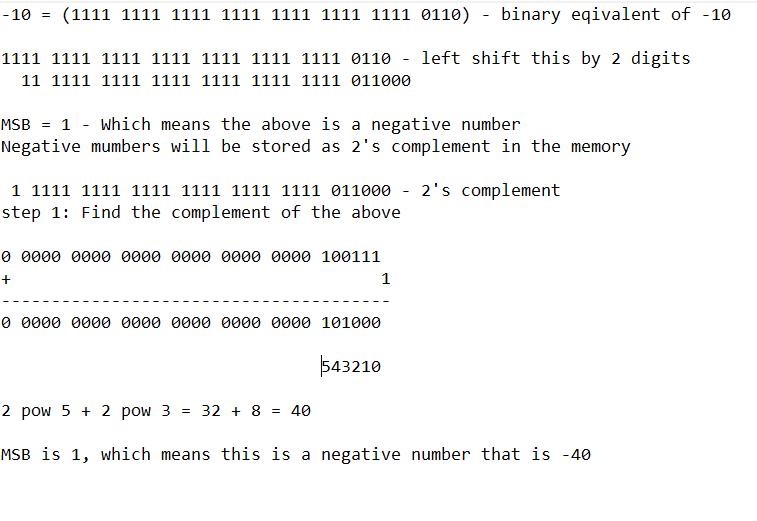 -10 = (1111 1111 1111 1111 1111 1111 1111 0110) - binary eqivalent of -10
1111 1111 1111 1111 1111 1111 1111 0110 - left shift this by 2 digits
11 1111 1111 1111 1111 1111 1111 011000
MSB = 1 - Which means the above is a negative number
Negative mumbers will be stored as 2's complement in the memory
1 1111 1111 1111 1111 1111 1111 011000 - 2's complement
step 1: Find the complement of the above
0 0000 0000 0000 0000 0000 0000 100111
+ 1
---------------------------------------
0 0000 0000 0000 0000 0000 0000 101000
543210
2 pow 5 + 2 pow 3 = 32 + 8 = 40
MSB is 1, which means this is a negative number that is -40